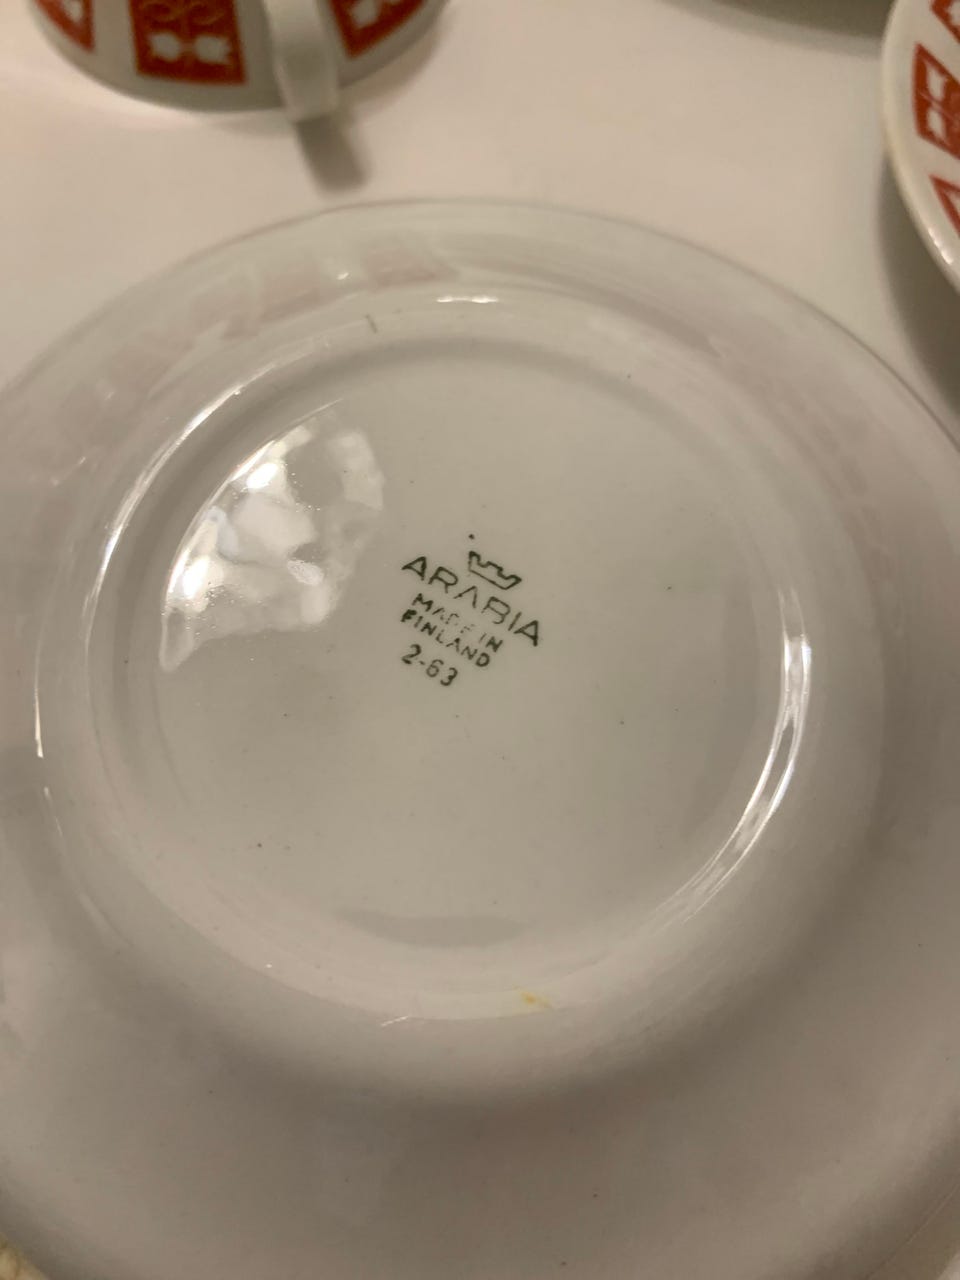 ARABIA
MADE IN
FINLAND
2-63